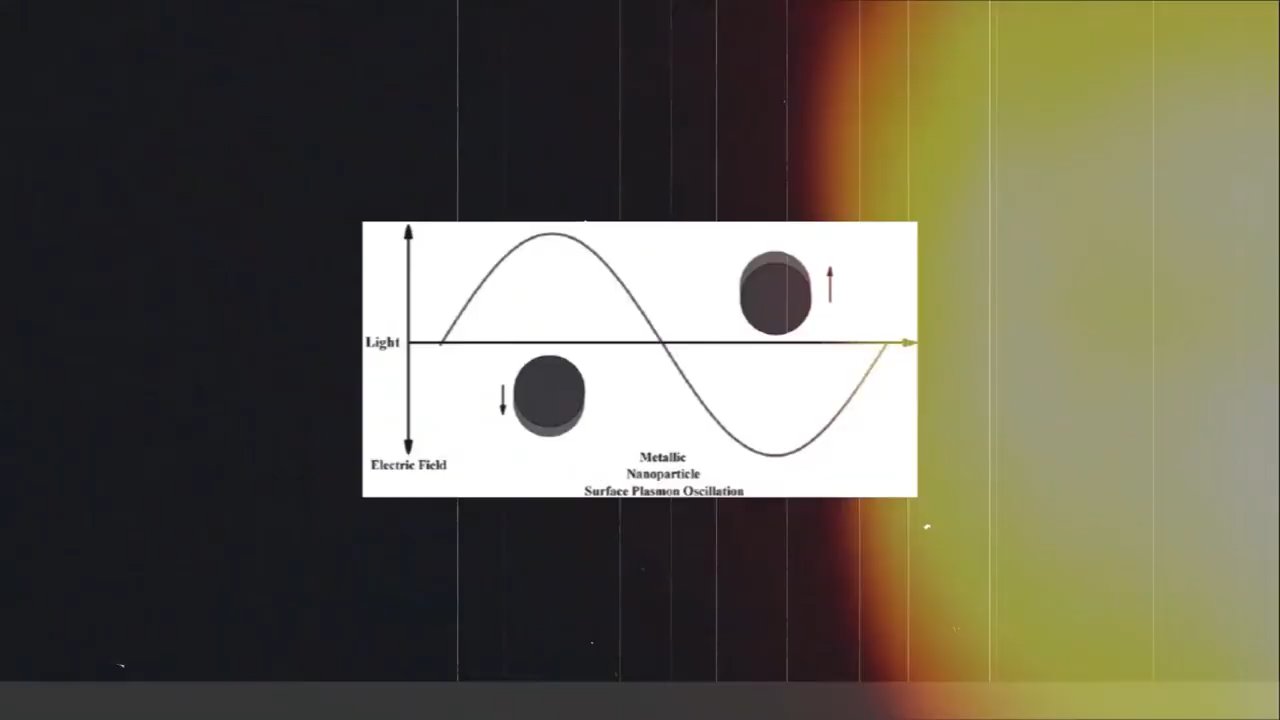 Light
Electric Field
Metallic
Nanoparticle
Surface Plasmon Oscillation